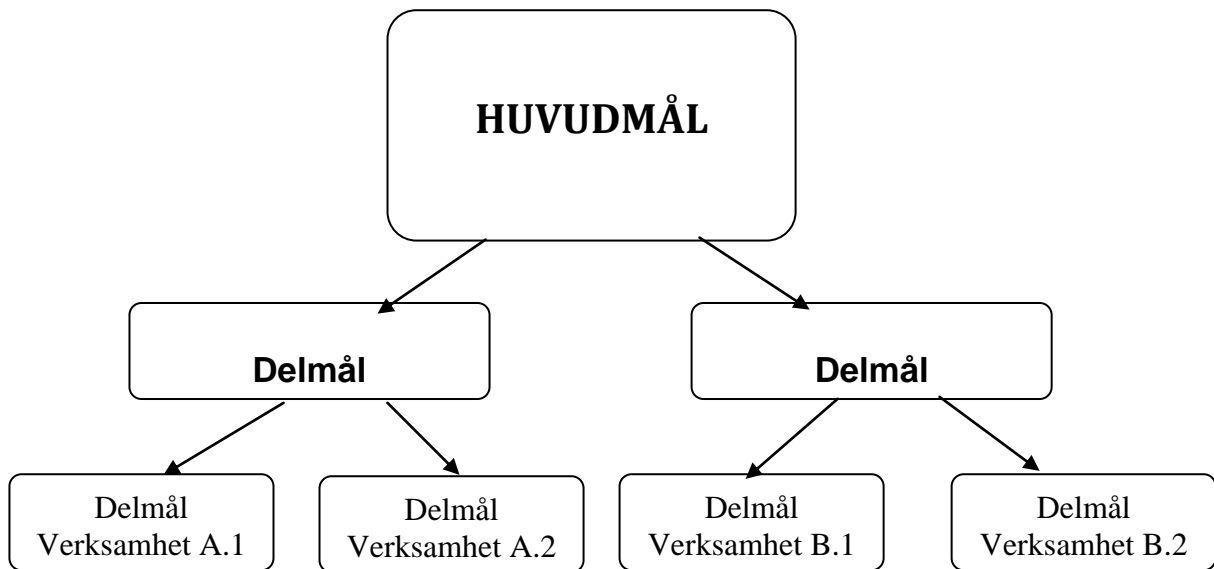 HUVUDMÅL
Delmål
Delmål
Delmål
Verksamhet A.1
Delmål
Verksamhet A.2
Delmål
Verksamhet B.1
Delmål
Verksamhet B.2